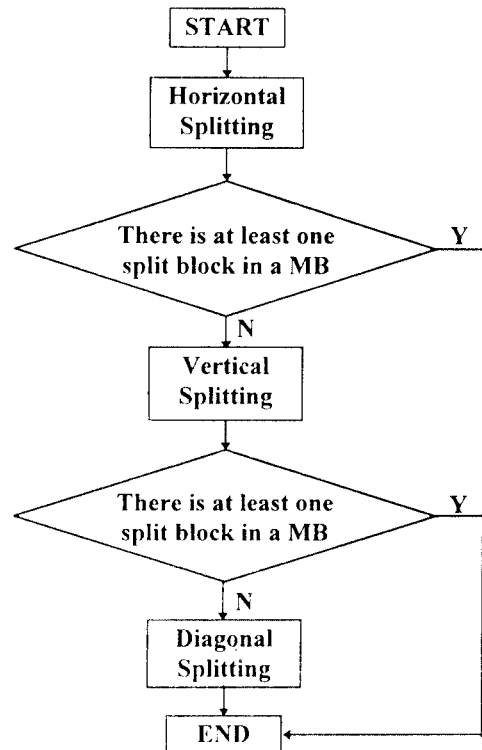 START
Horizontal
Splitting
There is at least one
split block in a MB
Y
N
Vertical
Splitting
There is at least one
split block in a MB
Y
N
Diagonal
Splitting
END